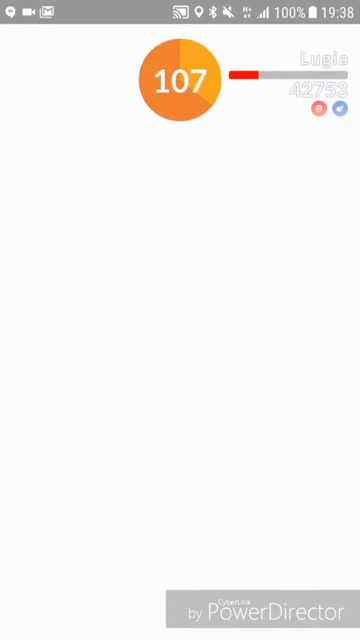 100% 19:38
107
Lugia
42753
CyberLink
by PowerDirector